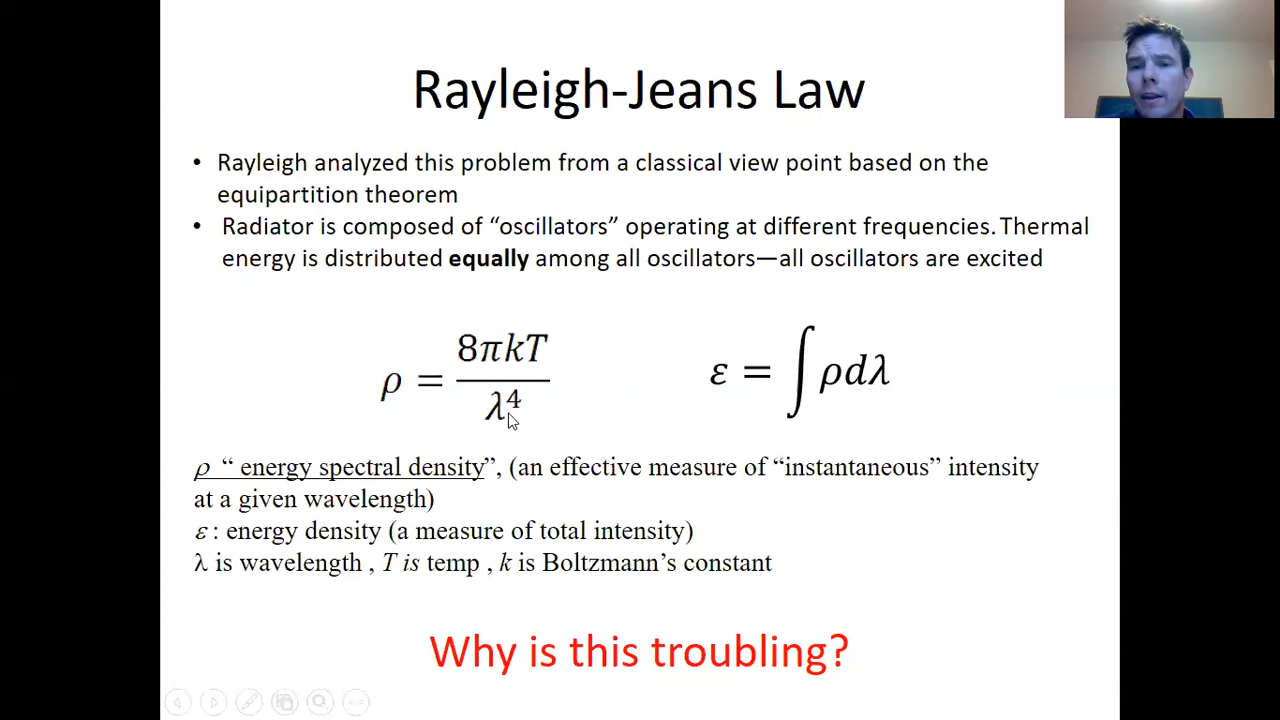 Rayleigh-Jeans Law
• Rayleigh analyzed this problem from a classical view point based on the
equipartition theorem
• Radiator is composed of “oscillators” operating at different frequencies. Thermal
energy is distributed equally among all oscillators—all oscillators are excited
ρ = 8πkT / λ⁴
ε = ∫ ρdλ
ρ “ energy spectral density”, (an effective measure of “instantaneous” intensity
at a given wavelength)
ε : energy density (a measure of total intensity)
λ is wavelength , T is temp , k is Boltzmann’s constant
Why is this troubling?